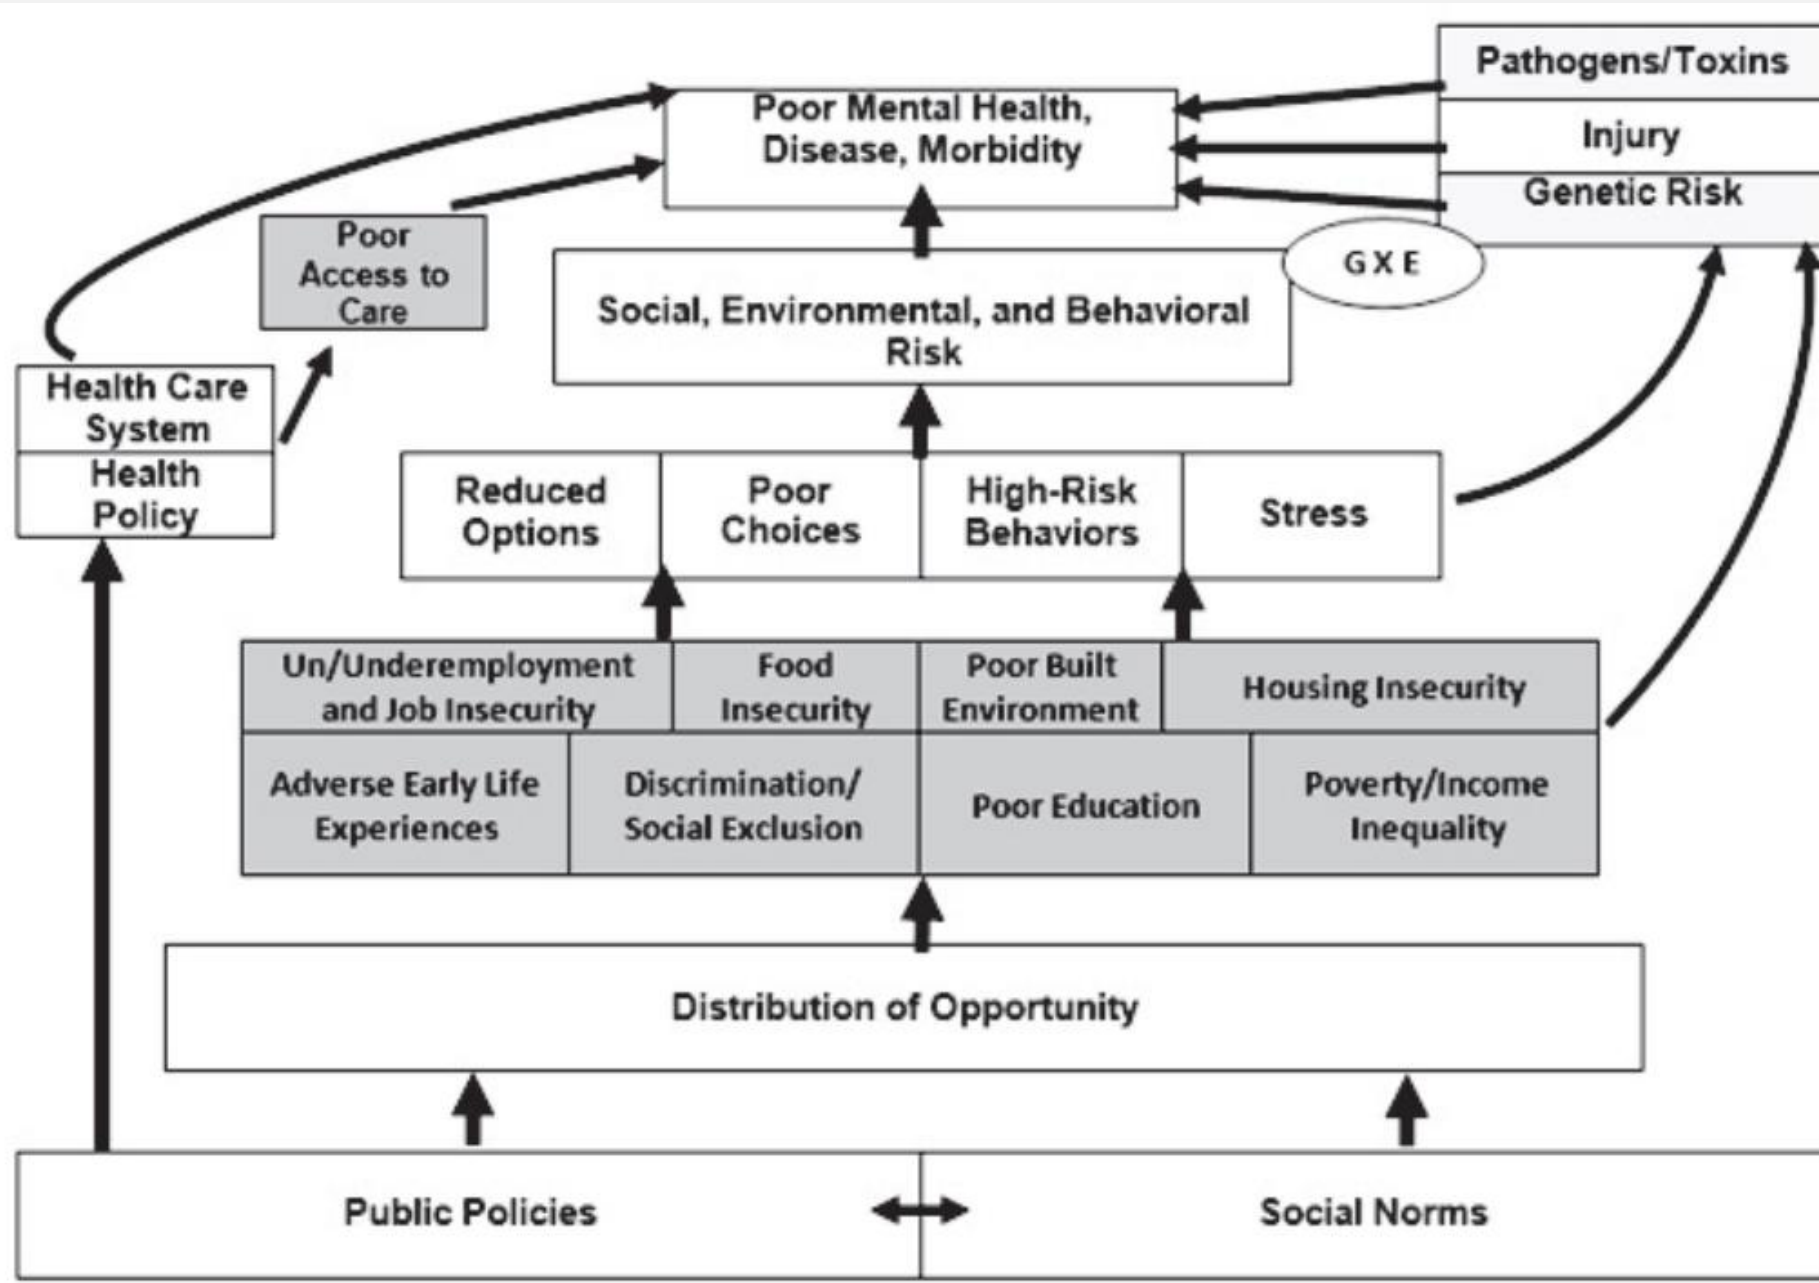 Pathogens/Toxins
Poor Mental Health,
Disease, Morbidity
Injury
Genetic Risk
Poor
Access to
Care
G X E
Social, Environmental, and Behavioral
Risk
Health Care
System
Health
Policy
Reduced
Options
Poor
Choices
High-Risk
Behaviors
Stress
Un/Underemployment
and Job Insecurity
Food
Insecurity
Poor Built
Environment
Housing Insecurity
Adverse Early Life
Experiences
Discrimination/
Social Exclusion
Poor Education
Poverty/Income
Inequality
Distribution of Opportunity
Public Policies
Social Norms